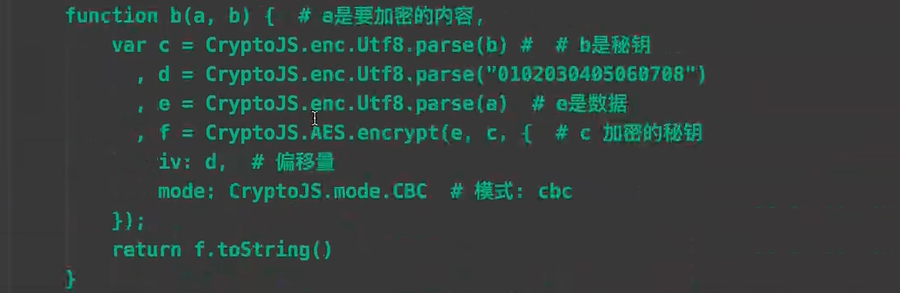 function b(a, b) {  # a是要加密的内容,
    var c = CryptoJS.enc.Utf8.parse(b) #  # b是秘钥
      , d = CryptoJS.enc.Utf8.parse("0102030405060708")
      , e = CryptoJS.enc.Utf8.parse(a)  # e是数据
      , f = CryptoJS.AES.encrypt(e, c, {  # c 加密的秘钥
        iv: d,  # 偏移量
        mode: CryptoJS.mode.CBC  # 模式: cbc
    });
    return f.toString()
}